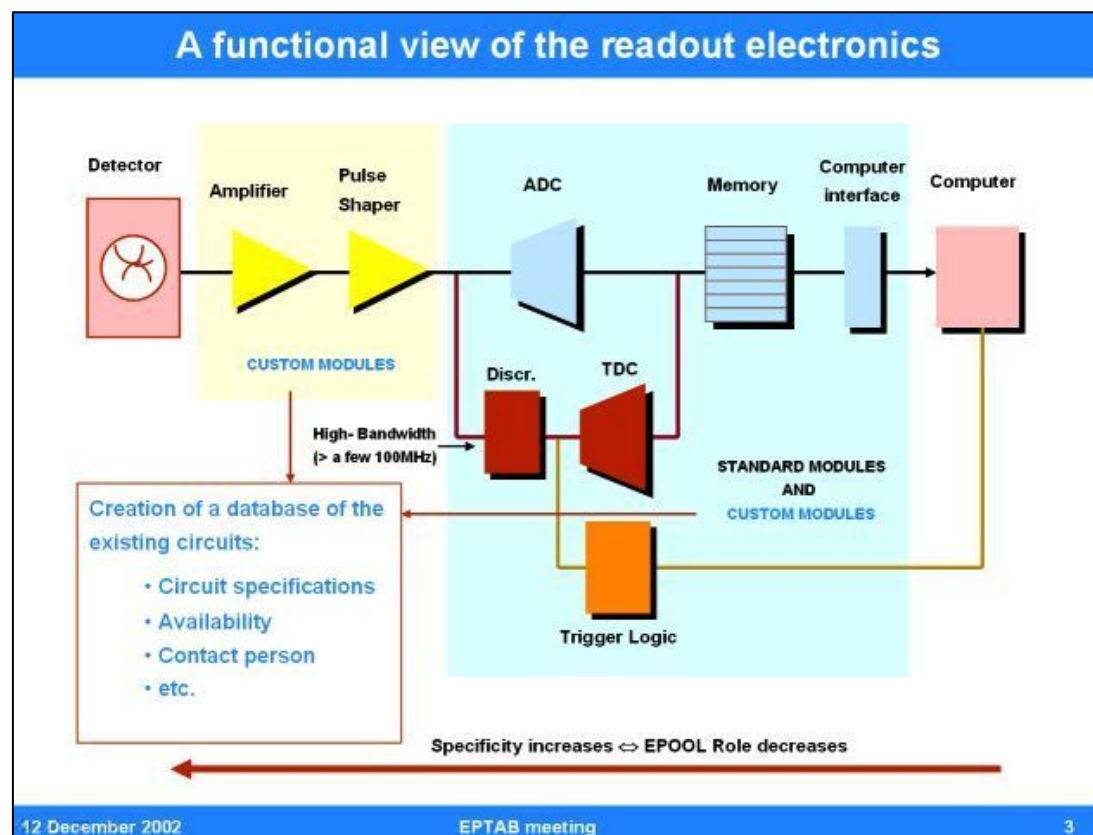 A functional view of the readout electronics
Detector
Amplifier
Pulse
Shaper
ADC
Memory
Computer
interface
Computer
CUSTOM MODULES
Discr.
TDC
High- Bandwidth
(> a few 100MHz)
STANDARD MODULES
AND
CUSTOM MODULES
Creation of a database of the
existing circuits:
• Circuit specifications
• Availability
• Contact person
• etc.
Trigger Logic
Specificity increases ⇔ EPOOL Role decreases
12 December 2002
EPTAB meeting
3